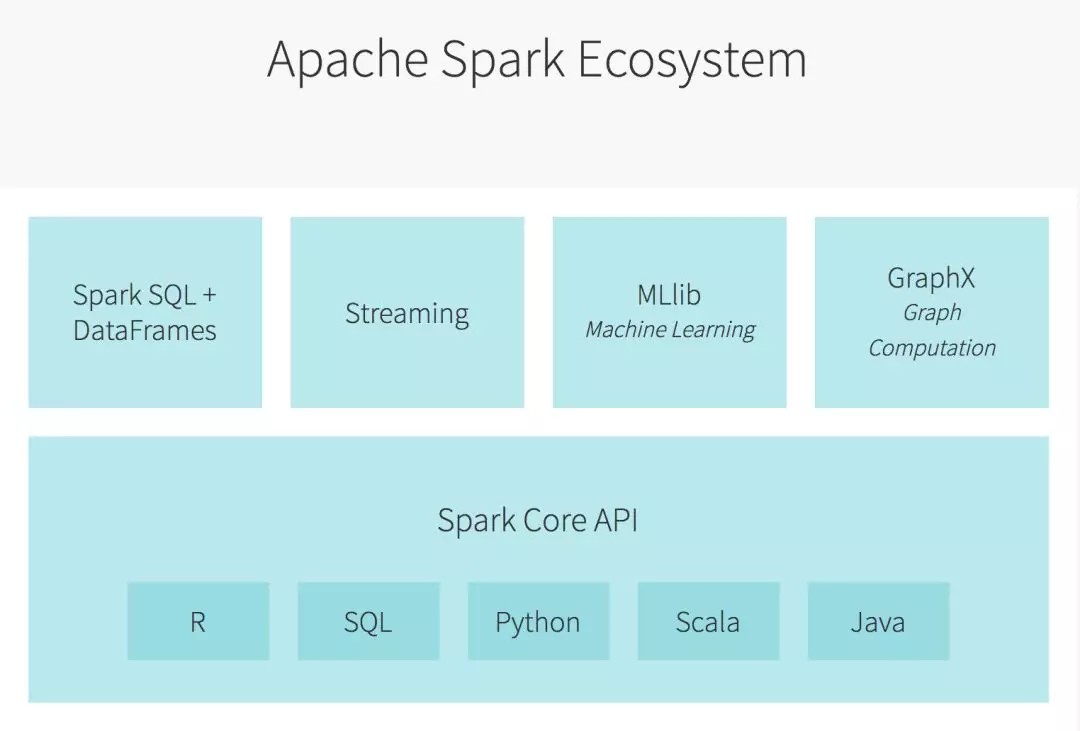 Apache Spark Ecosystem
Spark SQL +
DataFrames
Streaming
MLlib
Machine Learning
GraphX
Graph
Computation
Spark Core API
R
SQL
Python
Scala
Java